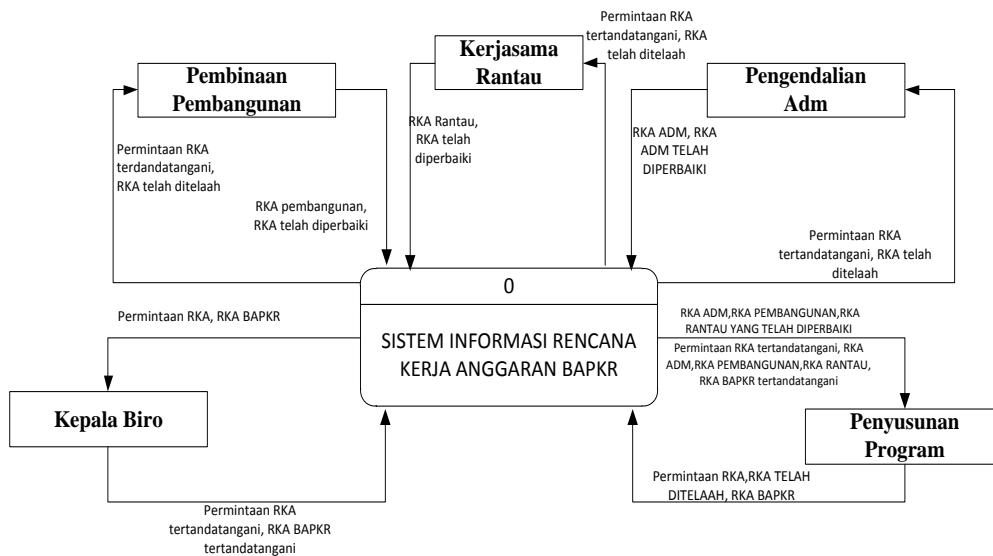 Permintaan RKA
tertandatangani, RKA
telah ditelaah
Kerjasama
Rantau
Pembinaan
Pembangunan
Pengendalian
Adm
RKA Rantau,
RKA telah
diperbaiki
RKA ADM, RKA
ADM TELAH
DIPERBAIKI
Permintaan RKA
terdandatangani,
RKA telah ditelaah
RKA pembangunan,
RKA telah diperbaiki
Permintaan RKA
tertandatangani, RKA telah
ditelaah
0
SISTEM INFORMASI RENCANA
KERJA ANGGARAN BAPKR
Permintaan RKA, RKA BAPKR
RKA ADM,RKA PEMBANGUNAN,RKA
RANTAU YANG TELAH DIPERBAIKI
Permintaan RKA tertandatangani, RKA
ADM,RKA PEMBANGUNAN,RKA RANTAU,
RKA BAPKR tertandatangani
Kepala Biro
Penyusunan
Program
Permintaan RKA,RKA TELAH
DITELAAH, RKA BAPKR
Permintaan RKA
tertandatangani, RKA BAPKR
tertandatangani